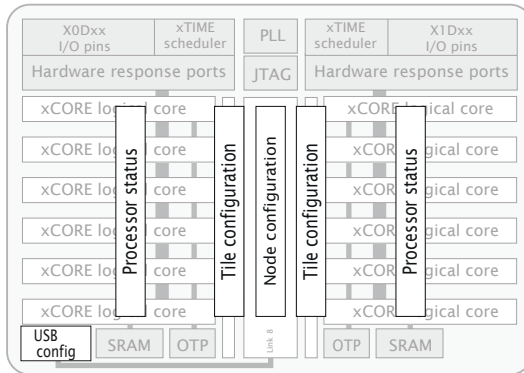 X0Dxx
I/O pins
xTIME
scheduler
PLL
xTIME
scheduler
X1Dxx
I/O pins
Hardware response ports
JTAG
Hardware response ports
xCORE logical core
xCORE logical core
xCORE logical core
xCORE logical core
xCORE logical core
xCORE logical core
Processor status
Tile configuration
Node configuration
Tile configuration
Processor status
xCORE logical core
xCORE logical core
xCORE logical core
xCORE logical core
xCORE logical core
xCORE logical core
USB
config
SRAM
OTP
Link 8
OTP
SRAM